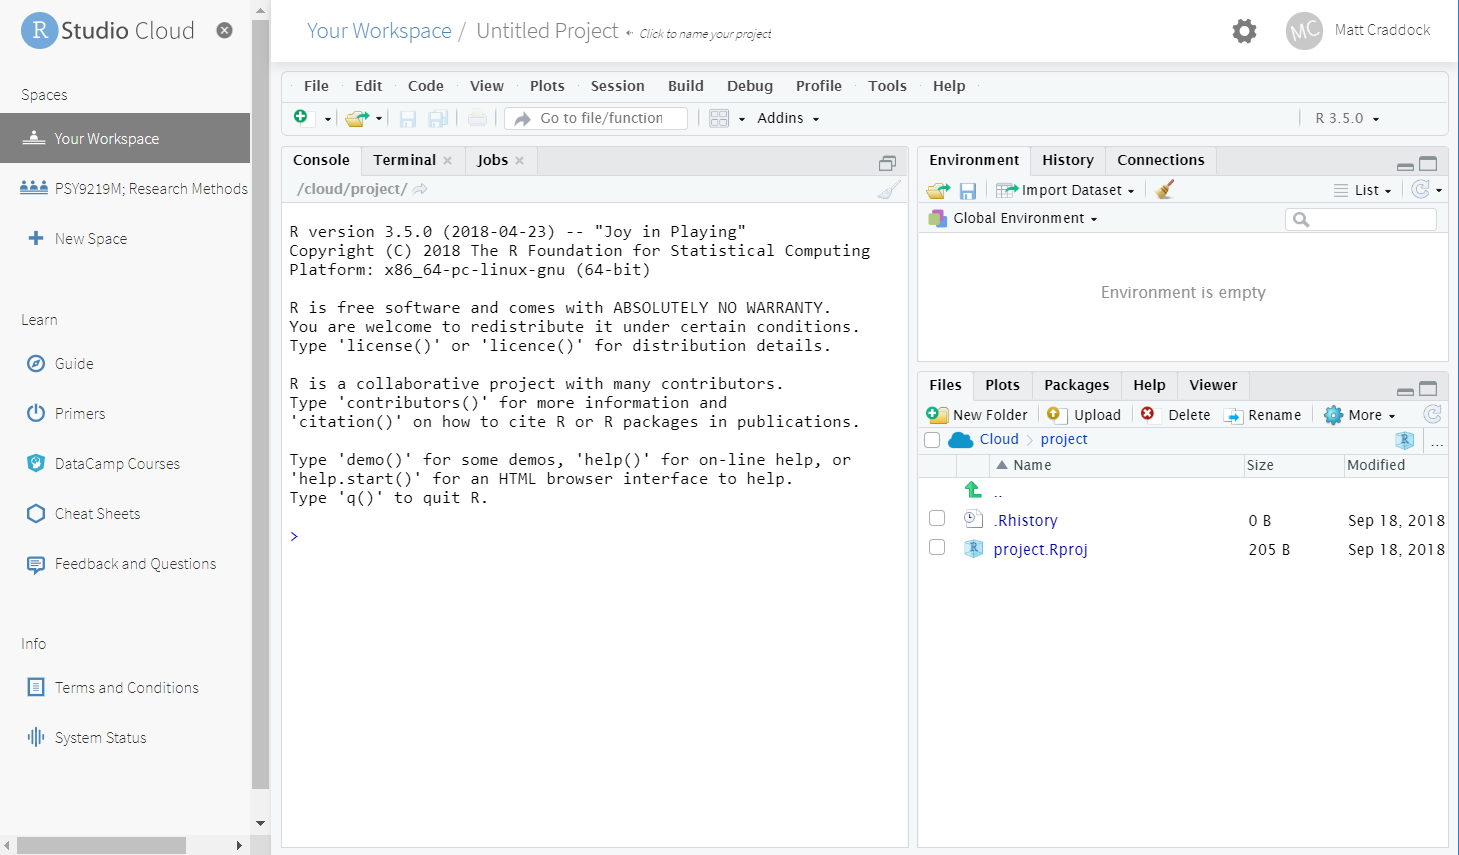 R Studio Cloud
Spaces
Your Workspace
PSY9219M; Research Methods
New Space
Learn
Guide
Primers
DataCamp Courses
Cheat Sheets
Feedback and Questions
Info
Terms and Conditions
System Status
Your Workspace / Untitled Project Click to name your project
MC Matt Craddock
File Edit Code View Plots Session Build Debug Profile Tools Help
Go to file/function Addins R 3.5.0
Console Terminal Jobs
/cloud/project/
R version 3.5.0 (2018-04-23) -- "Joy in Playing"
Copyright (C) 2018 The R Foundation for Statistical Computing
Platform: x86_64-pc-linux-gnu (64-bit)
R is free software and comes with ABSOLUTELY NO WARRANTY.
You are welcome to redistribute it under certain conditions.
Type 'license()' or 'licence()' for distribution details.
R is a collaborative project with many contributors.
Type 'contributors()' for more information and
'citation()' on how to cite R or R packages in publications.
Type 'demo()' for some demos, 'help()' for on-line help, or
'help.start()' for an HTML browser interface to help.
Type 'q()' to quit R.
>
Environment History Connections
Import Dataset List
Global Environment
Environment is empty
Files Plots Packages Help Viewer
New Folder Upload Delete Rename More
Cloud project R ...
Name Size Modified
..
.Rhistory 0 B Sep 18, 2018
project.Rproj 205 B Sep 18, 2018